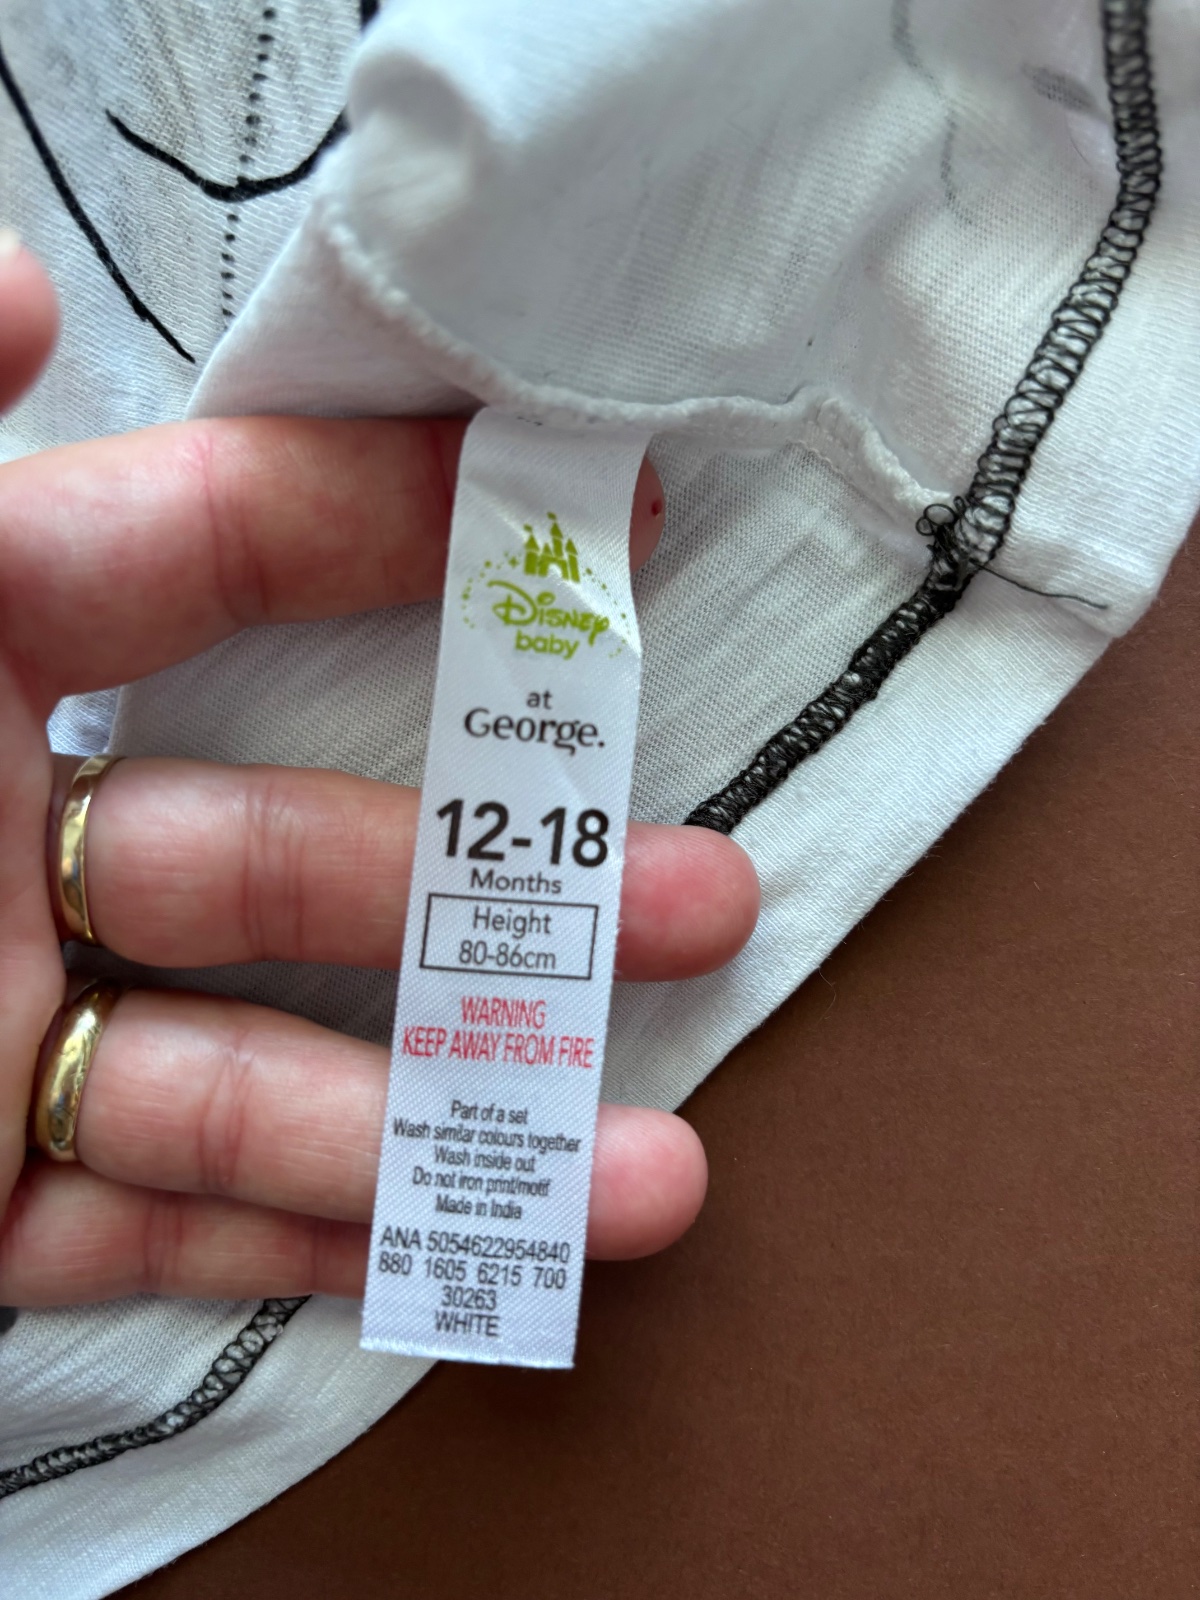 Disney
baby
at
George.
12-18
Months
Height
80-86cm
WARNING
KEEP AWAY FROM FIRE
Part of a set
Wash similar colours together
Wash inside out
Do not iron print/motif
Made in India
ANA 5054622954840
880 1605 6215 700
30263
WHITE